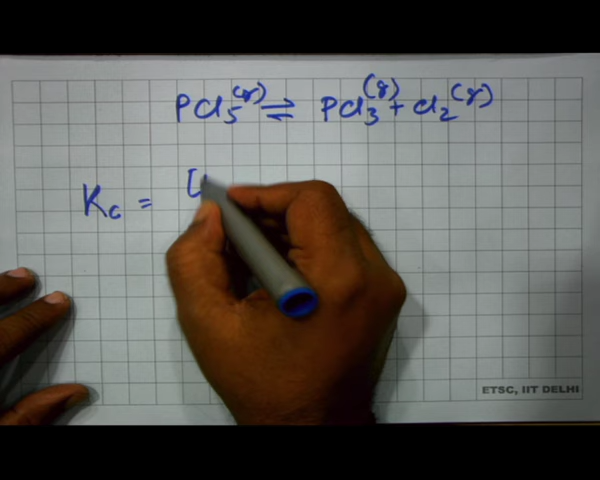 PCl₅(g) ⇌ PCl₃(g) + Cl₂(g)
Kc = [
ETSC, IIT DELHI